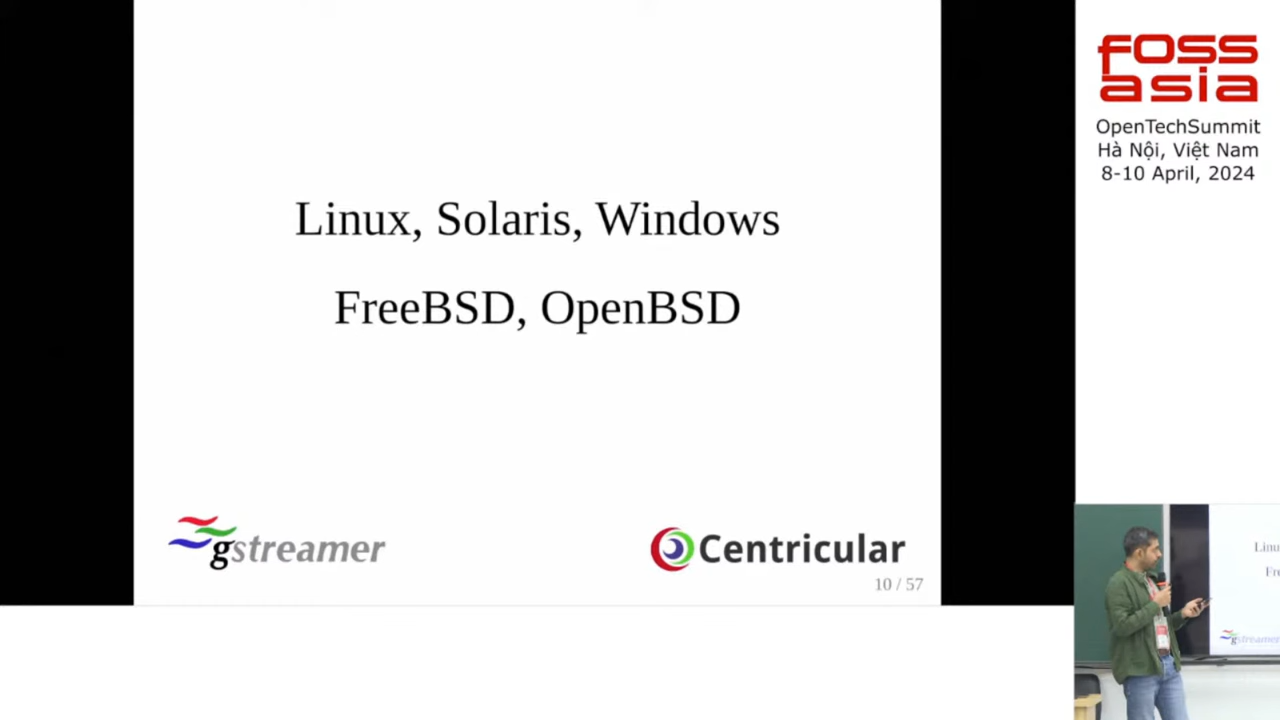 Linux, Solaris, Windows
FreeBSD, OpenBSD
gstreamer
Centricular
10 / 57
FOSS
asia
OpenTechSummit
Hà Nội, Việt Nam
8-10 April, 2024
gstreamer